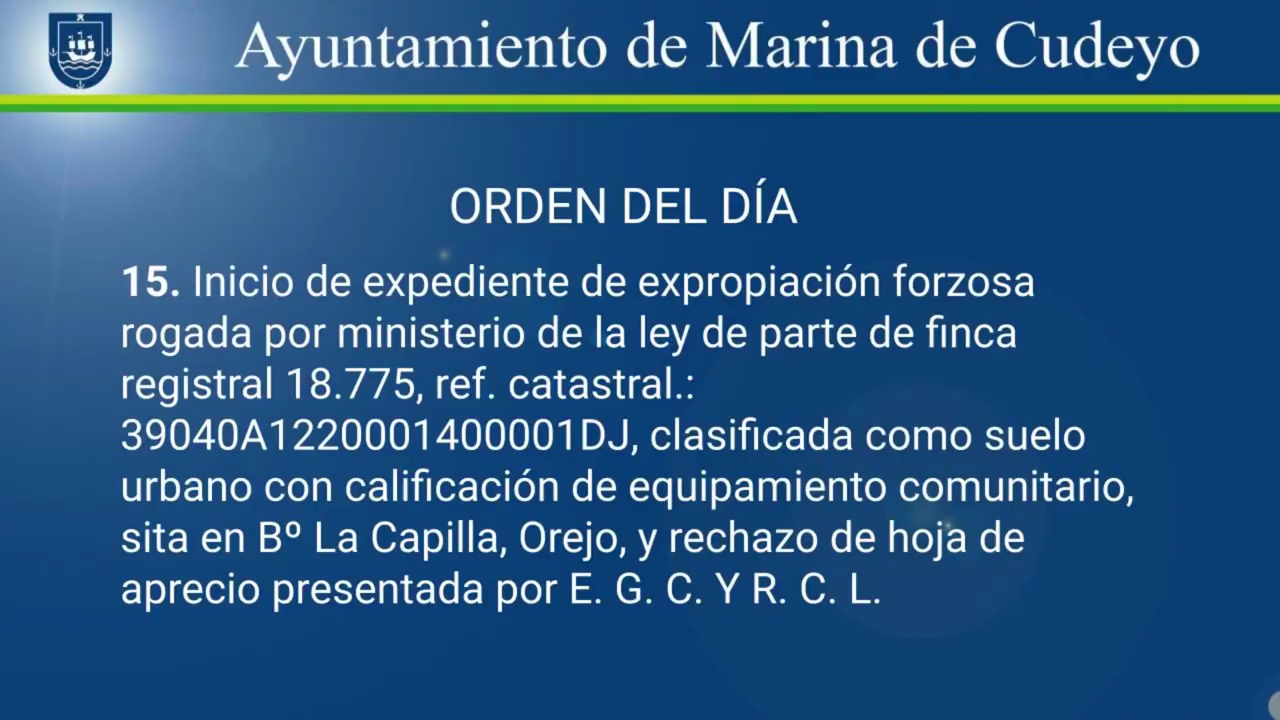 Ayuntamiento de Marina de Cudeyo
ORDEN DEL DÍA
15. Inicio de expediente de expropiación forzosa
rogada por ministerio de la ley de parte de finca
registral 18.775, ref. catastral.:
39040A1220001400001DJ, clasificada como suelo
urbano con calificación de equipamiento comunitario,
sita en Bº La Capilla, Orejo, y rechazo de hoja de
aprecio presentada por E. G. C. Y R. C. L.